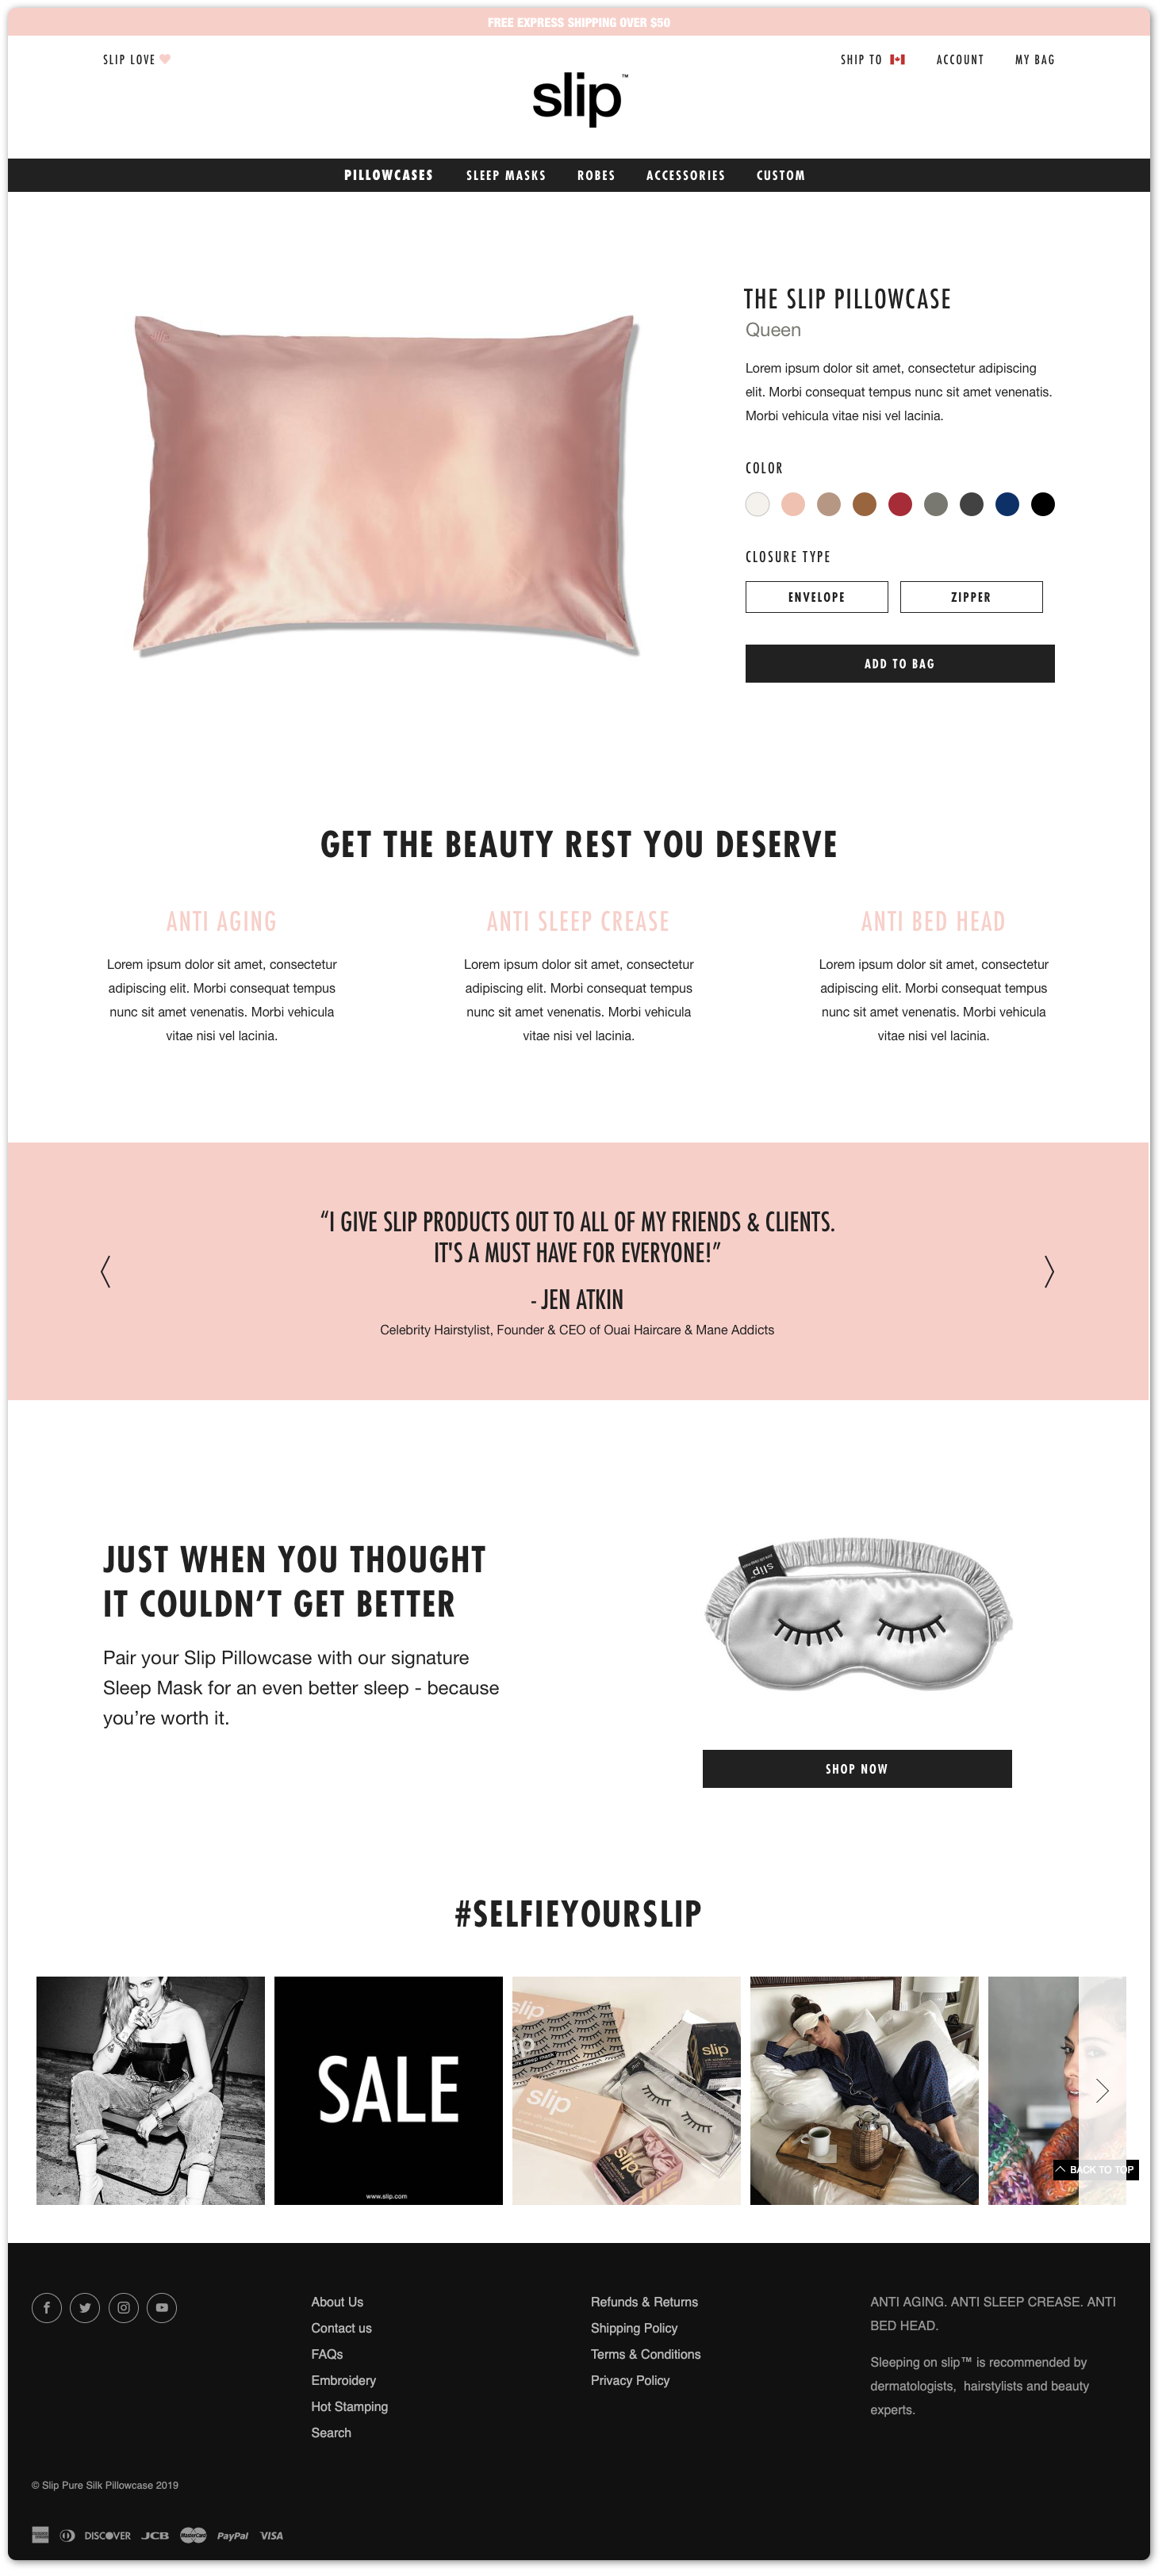 FREE EXPRESS SHIPPING OVER $50
SLIP LOVE
SHIP TO
ACCOUNT
MY BAG
slip™
PILLOWCASES
SLEEP MASKS
ROBES
ACCESSORIES
CUSTOM
slip
THE SLIP PILLOWCASE
Queen
Lorem ipsum dolor sit amet, consectetur adipiscing
elit. Morbi consequat tempus nunc sit amet venenatis.
Morbi vehicula vitae nisi vel lacinia.
COLOR
CLOSURE TYPE
ENVELOPE
ZIPPER
ADD TO BAG
GET THE BEAUTY REST YOU DESERVE
ANTI AGING
Lorem ipsum dolor sit amet, consectetur
adipiscing elit. Morbi consequat tempus
nunc sit amet venenatis. Morbi vehicula
vitae nisi vel lacinia.
ANTI SLEEP CREASE
Lorem ipsum dolor sit amet, consectetur
adipiscing elit. Morbi consequat tempus
nunc sit amet venenatis. Morbi vehicula
vitae nisi vel lacinia.
ANTI BED HEAD
Lorem ipsum dolor sit amet, consectetur
adipiscing elit. Morbi consequat tempus
nunc sit amet venenatis. Morbi vehicula
vitae nisi vel lacinia.
“I GIVE SLIP PRODUCTS OUT TO ALL OF MY FRIENDS & CLIENTS.
IT'S A MUST HAVE FOR EVERYONE!”
- JEN ATKIN
Celebrity Hairstylist, Founder & CEO of Ouai Haircare & Mane Addicts
JUST WHEN YOU THOUGHT
IT COULDN’T GET BETTER
Pair your Slip Pillowcase with our signature
Sleep Mask for an even better sleep - because
you’re worth it.
slip
SHOP NOW
#SELFIEYOURSLIP
SALE
www.slip.com
slip
slip
slip
slip
BACK TO TOP
About Us
Contact us
FAQs
Embroidery
Hot Stamping
Search
Refunds & Returns
Shipping Policy
Terms & Conditions
Privacy Policy
ANTI AGING. ANTI SLEEP CREASE. ANTI
BED HEAD.
Sleeping on slip™ is recommended by
dermatologists, hairstylists and beauty
experts.
© Slip Pure Silk Pillowcase 2019
DISCOVER
JCB
MasterCard
PayPal
VISA